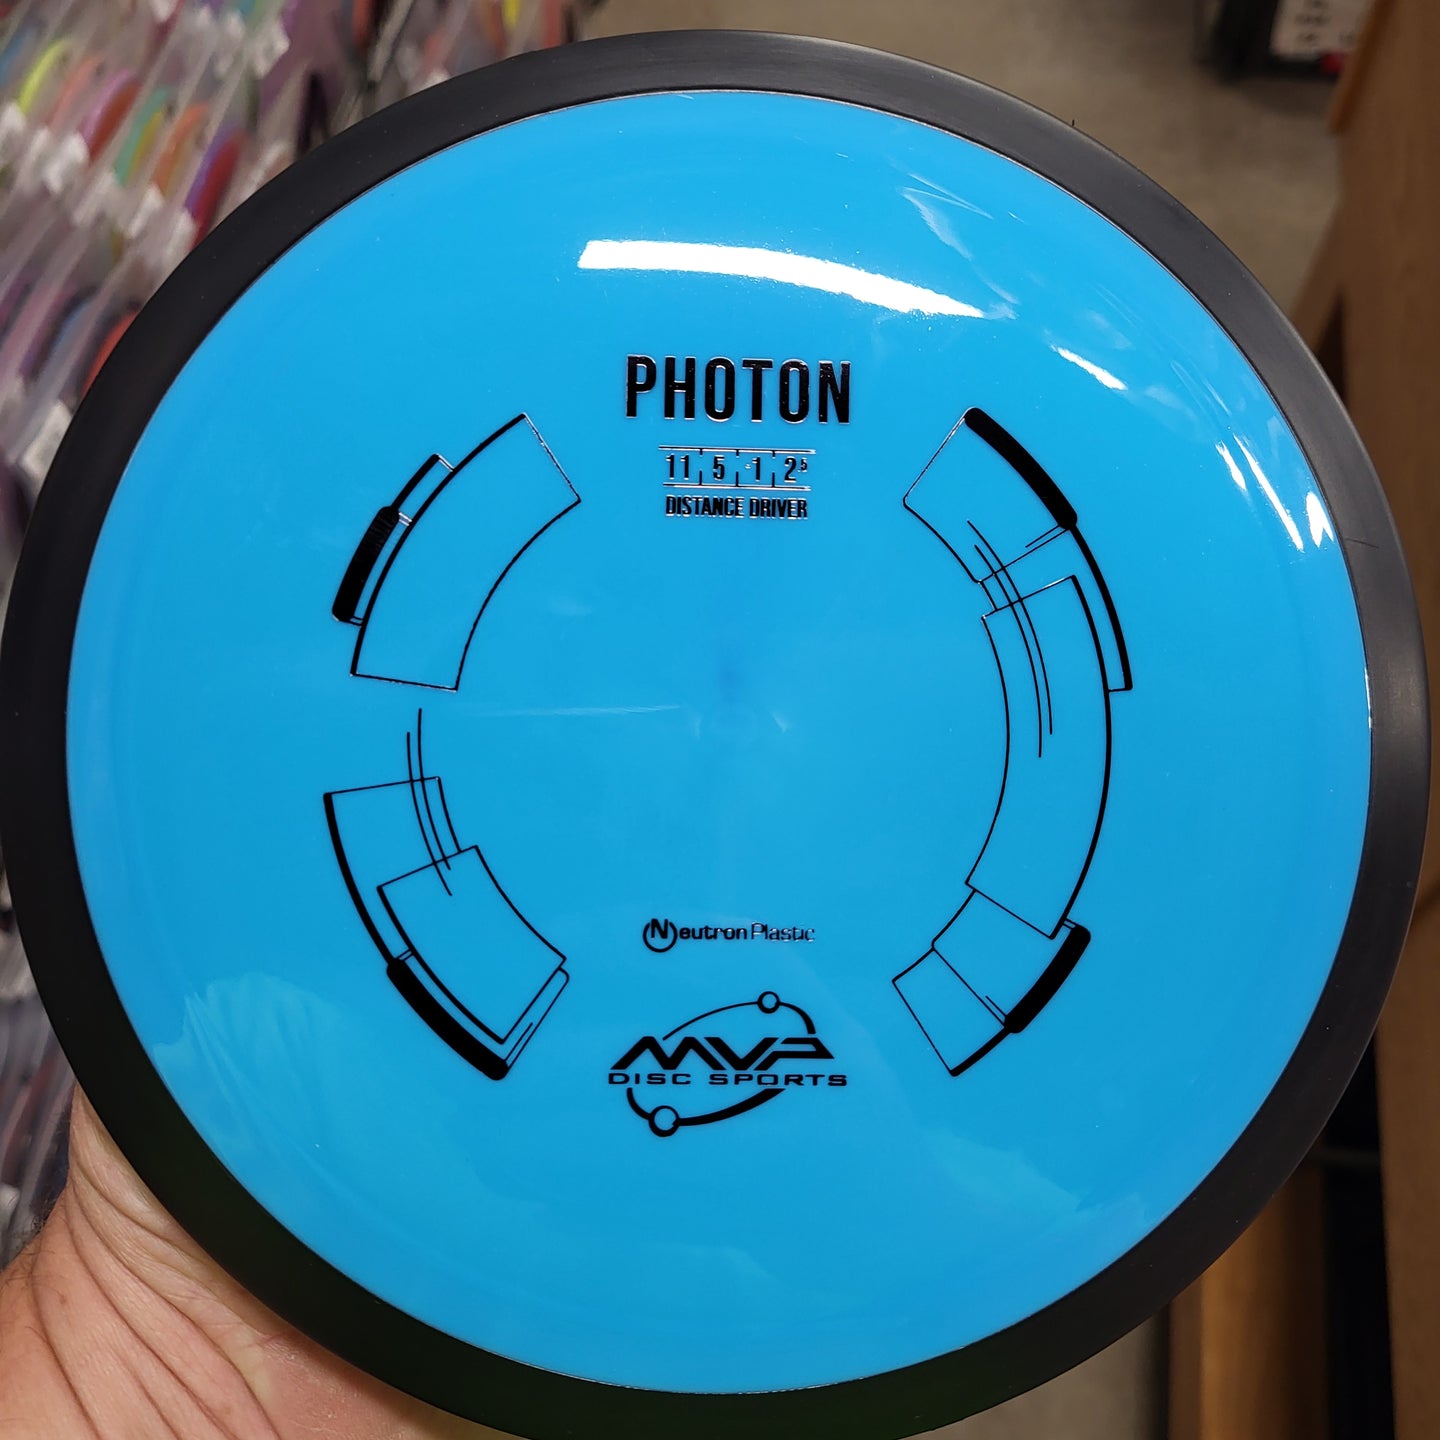 PHOTON
11 5 -1 2.5
DISTANCE DRIVER
Neutron Plastic
MVP
DISC SPORTS